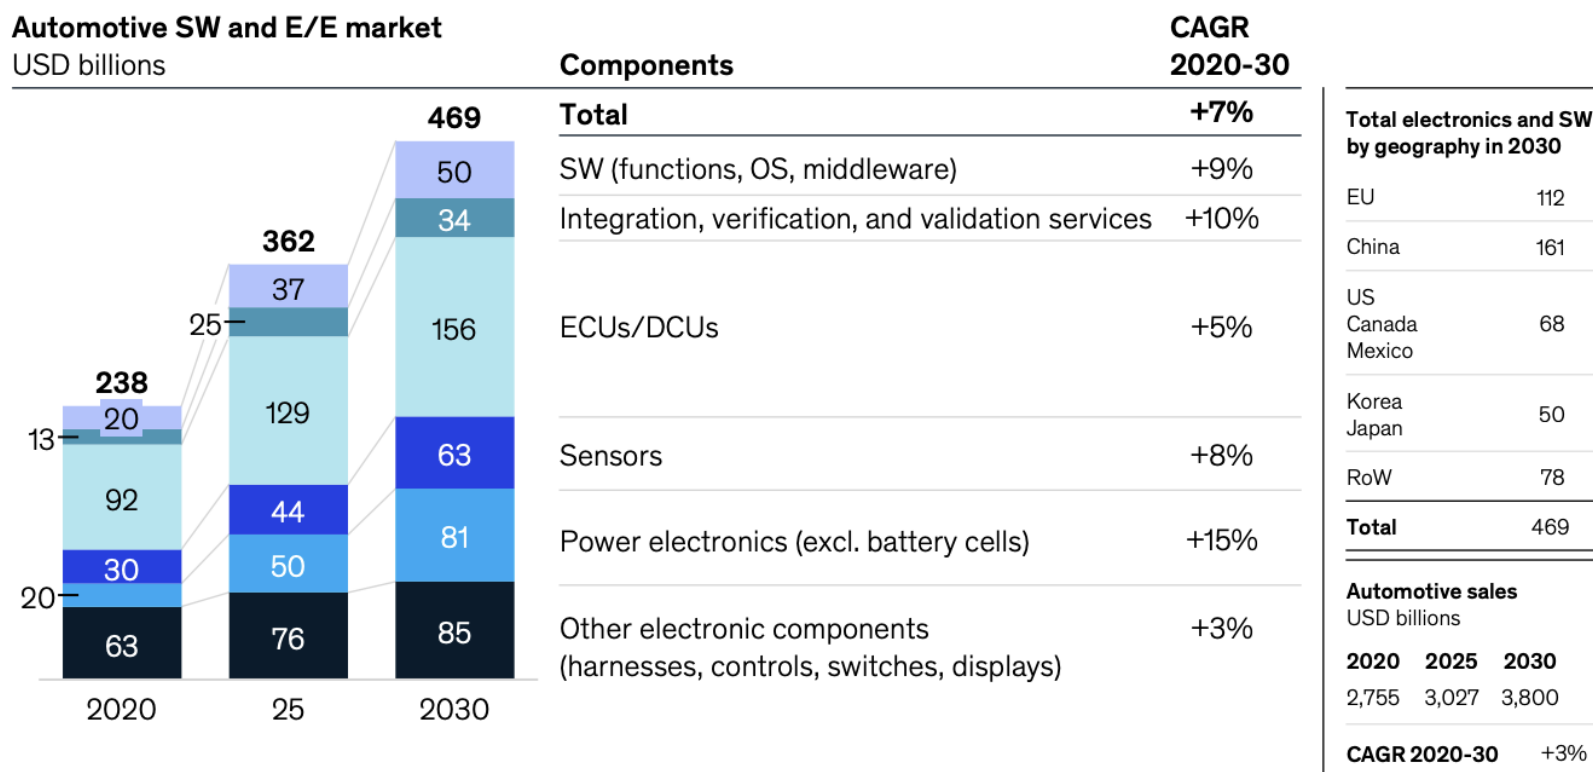 Automotive SW and E/E market
USD billions
Components
CAGR
2020-30
Total
+7%
SW (functions, OS, middleware)
+9%
Integration, verification, and validation services
+10%
ECUs/DCUs
+5%
Sensors
+8%
Power electronics (excl. battery cells)
+15%
Other electronic components
(harnesses, controls, switches, displays)
+3%
238
20
13
92
30
20
63
2020
362
37
25
129
44
50
76
25
469
50
34
156
63
81
85
2030
Total electronics and SW
by geography in 2030
EU 112
China 161
US
Canada 68
Mexico
Korea
Japan
50
RoW 78
Total 469
Automotive sales
USD billions
2020 2025 2030
2,755 3,027 3,800
CAGR 2020-30 +3%